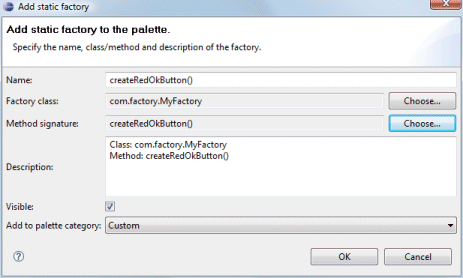 Add static factory
Add static factory to the palette.
Specify the name, class/method and description of the factory.
Name: createRedOkButton()
Factory class: com.factory.MyFactory Choose...
Method signature: createRedOkButton() Choose...
Class: com.factory.MyFactory
Method: createRedOkButton()
Description:
Visible:
Add to palette category: Custom
? OK Cancel